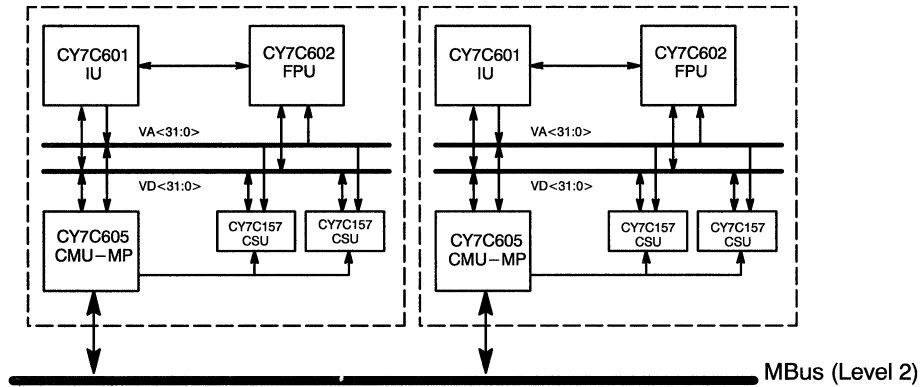 CY7C601
IU
CY7C602
FPU
VA<31:0>
VD<31:0>
CY7C605
CMU-MP
CY7C157
CSU
CY7C157
CSU
CY7C601
IU
CY7C602
FPU
VA<31:0>
VD<31:0>
CY7C605
CMU-MP
CY7C157
CSU
CY7C157
CSU
MBus (Level 2)